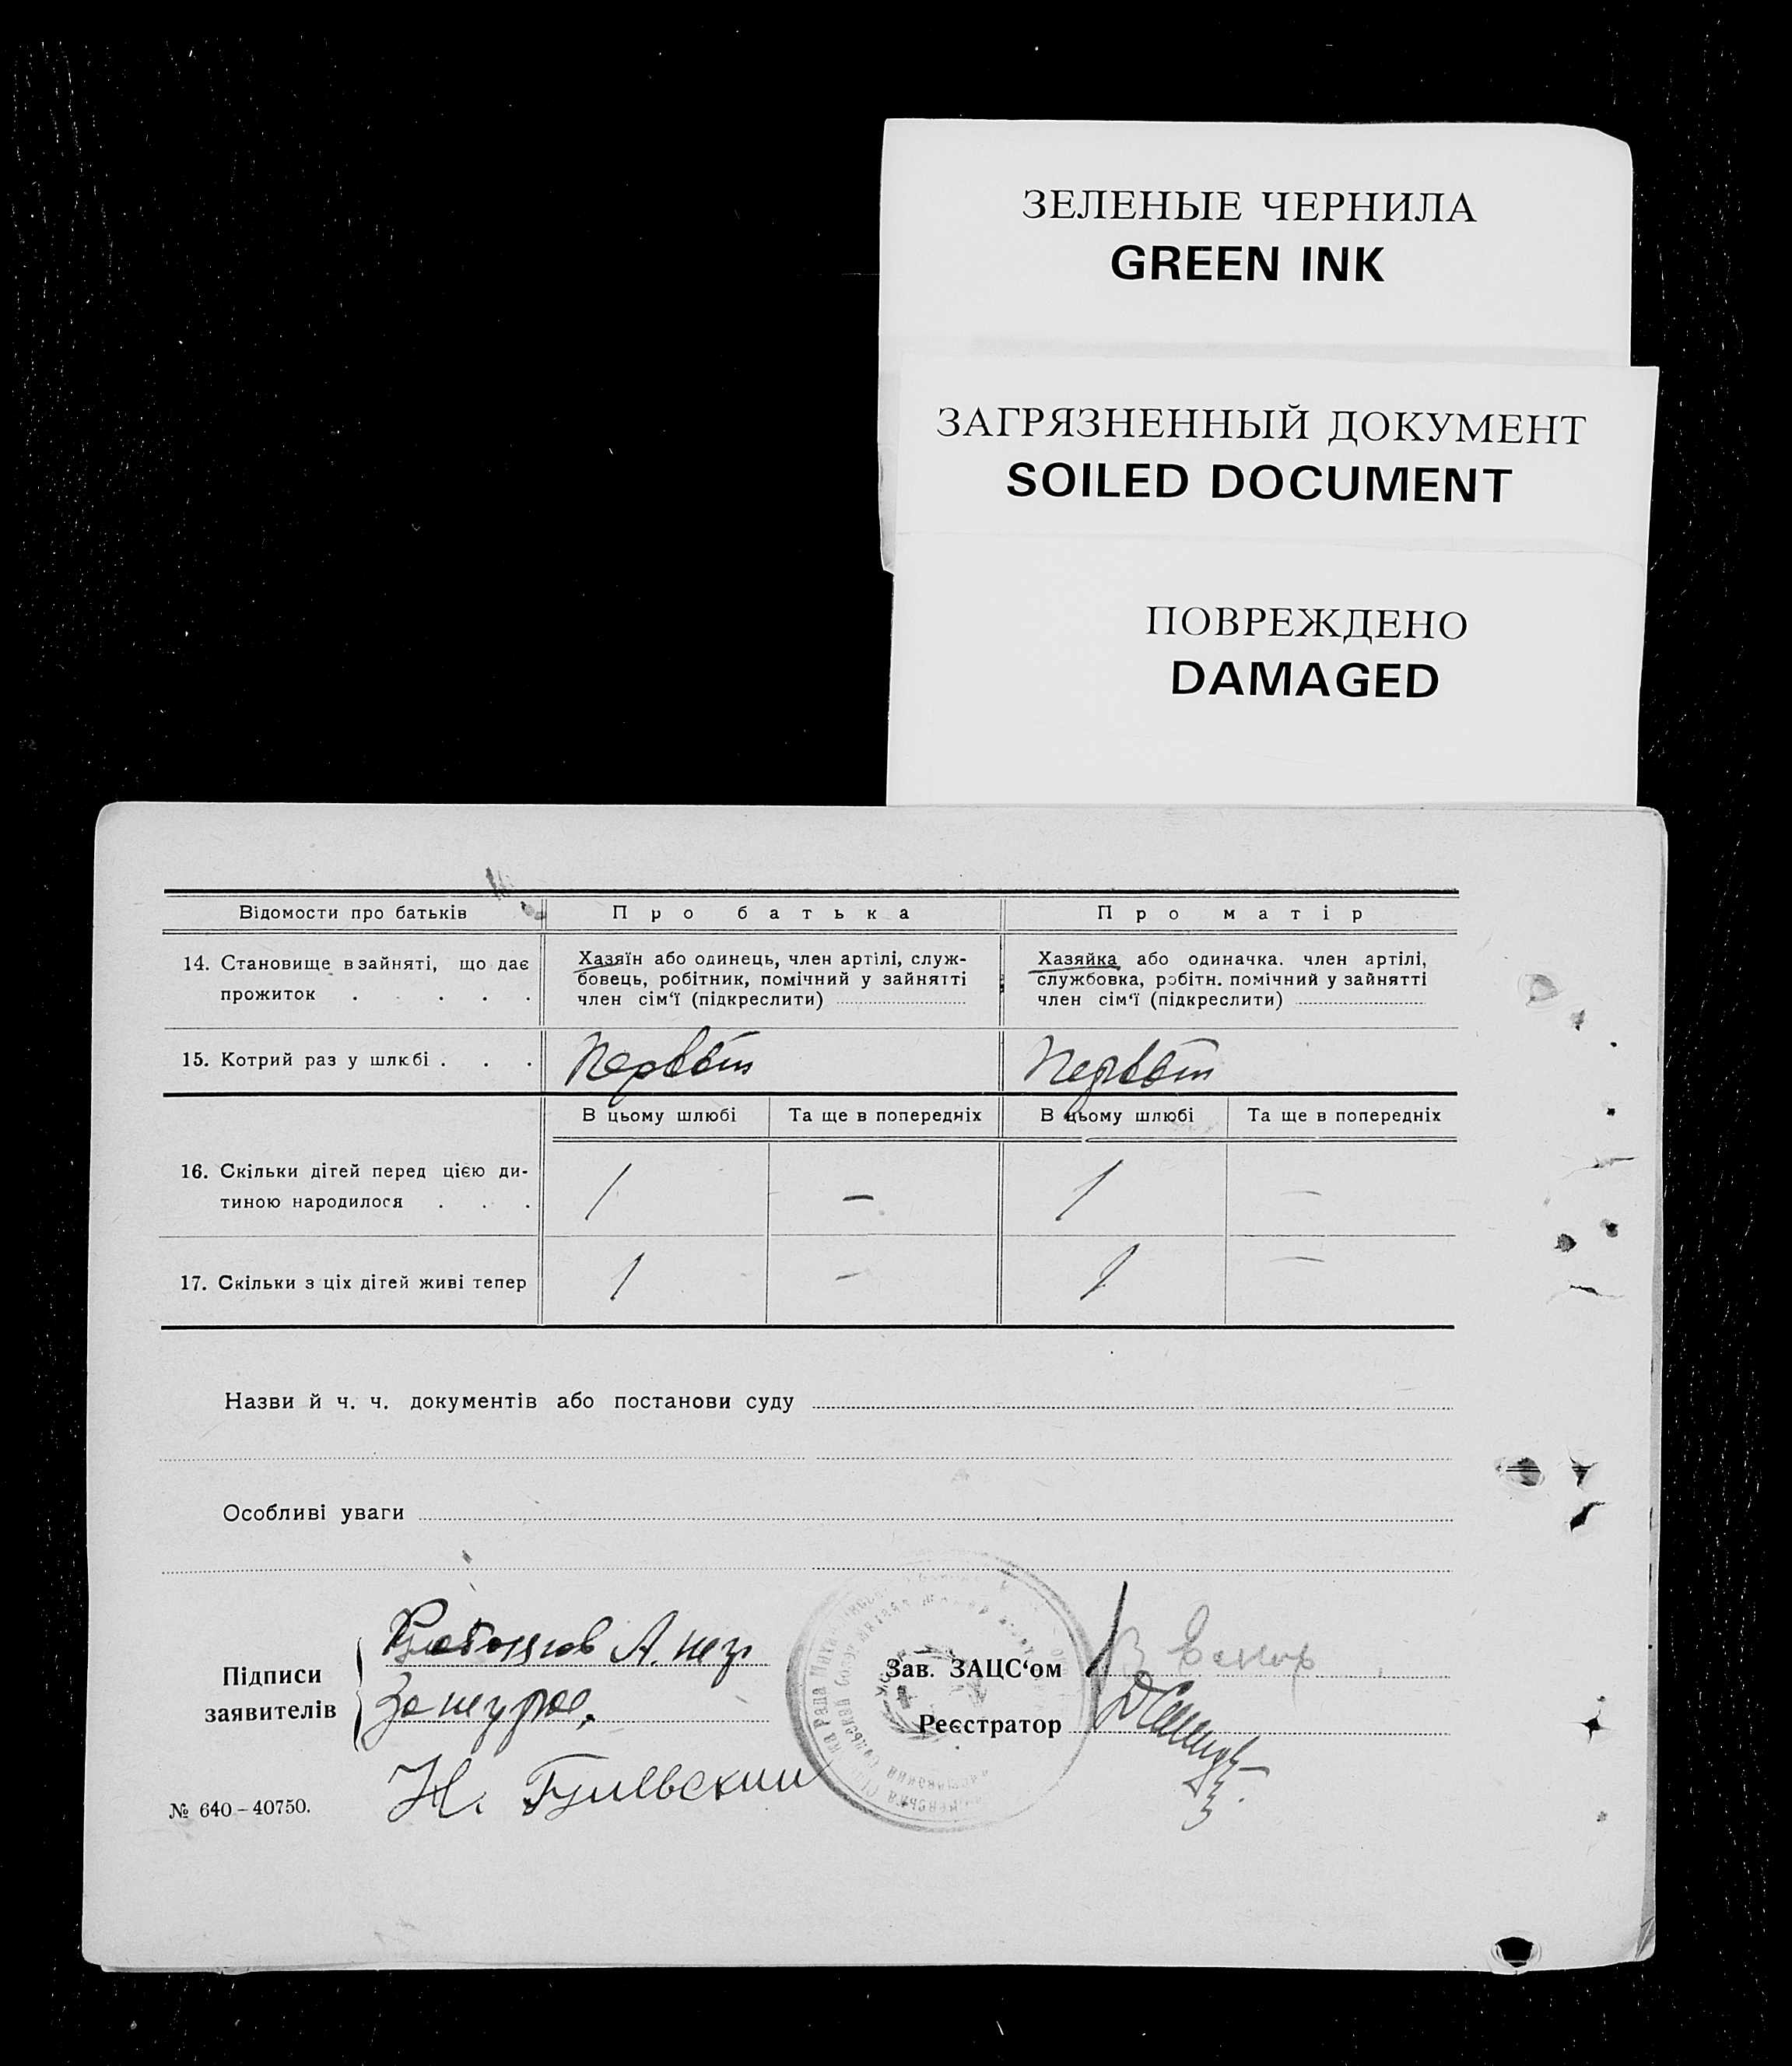 ЗЕЛЕНЫЕ ЧЕРНИЛА
GREEN INK
ЗАГРЯЗНЕННЫЙ ДОКУМЕНТ
SOILED DOCUMENT
ПОВРЕЖДЕНО
DAMAGED
Відомости про батьків
Про батька
Про матір
14. Становище в зайняті, що дає
прожиток . . . . .
Хазяїн або одинець, член артілі, служ-
бовець, робітник, помічний у зайнятті
член сім‘ї (підкреслити)
Хазяйка або одиначка. член артілі,
службовка, робітн. помічний у зайнятті
член сім‘ї (підкреслити)
15. Котрий раз у шлюбі . . .
Первый
Первый
В цьому шлюбі
Та ще в попередніх
В цьому шлюбі
Та ще в попередніх
16. Скільки дітей перед цією ди-
тиною народилося . . .
1
—
1
—
17. Скільки з ціх дітей живі тепер
1
—
1
—
Назви й ч. ч. документів або постанови суду
Особливі уваги
Підписи
заявителів
А.
Н. Гулевский
Зав. ЗАЦС‘ом
Реєстратор
№ 640–40750.